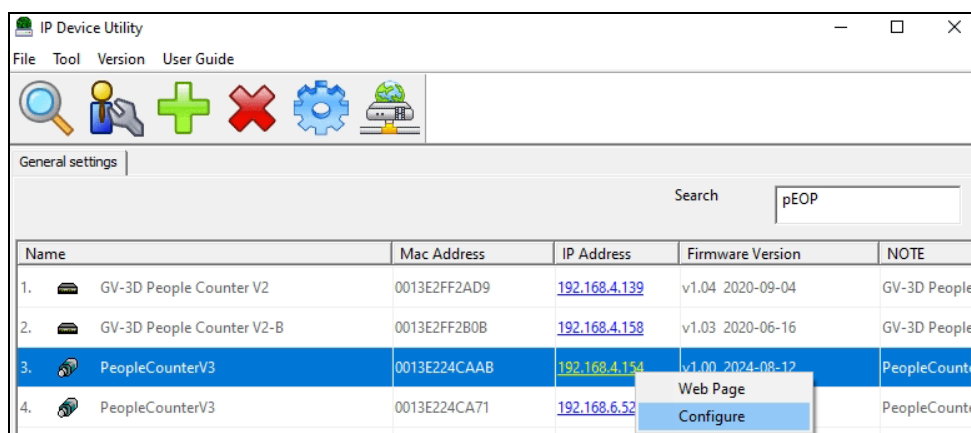 IP Device Utility
File Tool Version User Guide
General settings
Search pEOP
Name Mac Address IP Address Firmware Version NOTE
1. GV-3D People Counter V2 0013E2FF2AD9 192.168.4.139 v1.04 2020-09-04 GV-3D People
2. GV-3D People Counter V2-B 0013E2FF2B0B 192.168.4.158 v1.03 2020-06-16 GV-3D People
3. PeopleCounterV3 0013E224CAAB 192.168.4.154 v1.00 2024-08-12 PeopleCounte
Web Page
4. PeopleCounterV3 0013E224CA71 192.168.6.52 PeopleCounte
Configure